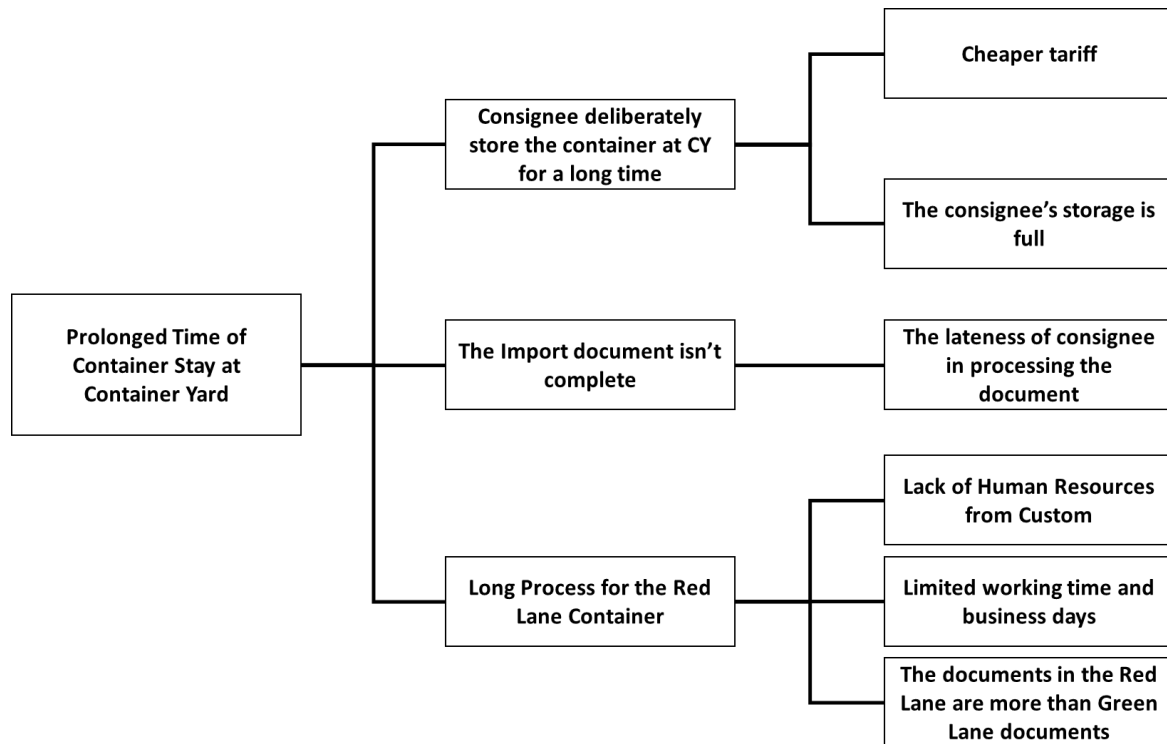 Cheaper tariff
Consignee deliberately
store the container at CY
for a long time
The consignee’s storage is
full
Prolonged Time of
Container Stay at
Container Yard
The Import document isn’t
complete
The lateness of consignee
in processing the
document
Lack of Human Resources
from Custom
Long Process for the Red
Lane Container
Limited working time and
business days
The documents in the Red
Lane are more than Green
Lane documents